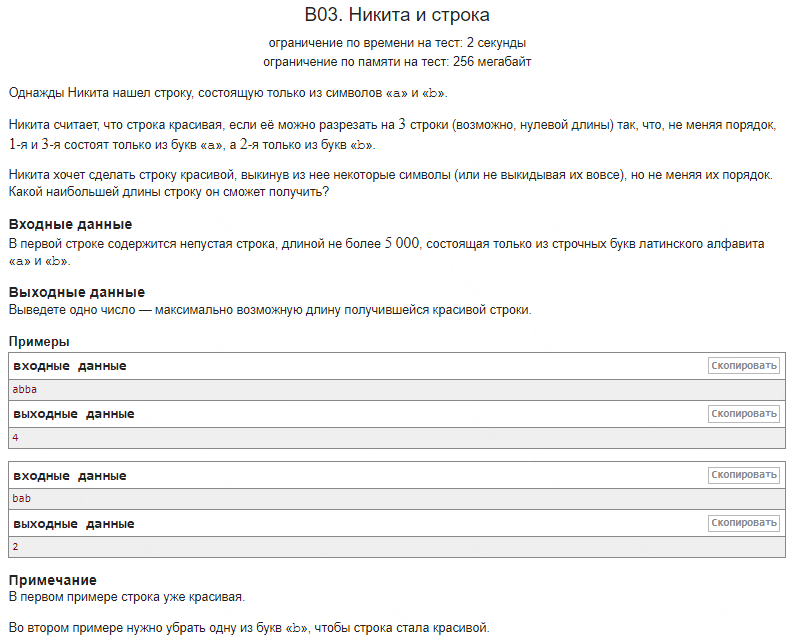 B03. Никита и строка
ограничение по времени на тест: 2 секунды
ограничение по памяти на тест: 256 мегабайт
Однажды Никита нашел строку, состоящую только из символов «a» и «b».
Никита считает, что строка красивая, если её можно разрезать на 3 строки (возможно, нулевой длины) так, что, не меняя порядок,
1-я и 3-я состоят только из букв «a», а 2-я только из букв «b».
Никита хочет сделать строку красивой, выкинув из нее некоторые символы (или не выкидывая их вовсе), но не меняя их порядок.
Какой наибольшей длины строку он сможет получить?
Входные данные
В первой строке содержится непустая строка, длиной не более 5 000, состоящая только из строчных букв латинского алфавита
«a» и «b».
Выходные данные
Выведете одно число — максимально возможную длину получившейся красивой строки.
Примеры
входные данные
Скопировать
abba
выходные данные
Скопировать
4
входные данные
Скопировать
bab
выходные данные
Скопировать
2
Примечание
В первом примере строка уже красивая.
Во втором примере нужно убрать одну из букв «b», чтобы строка стала красивой.